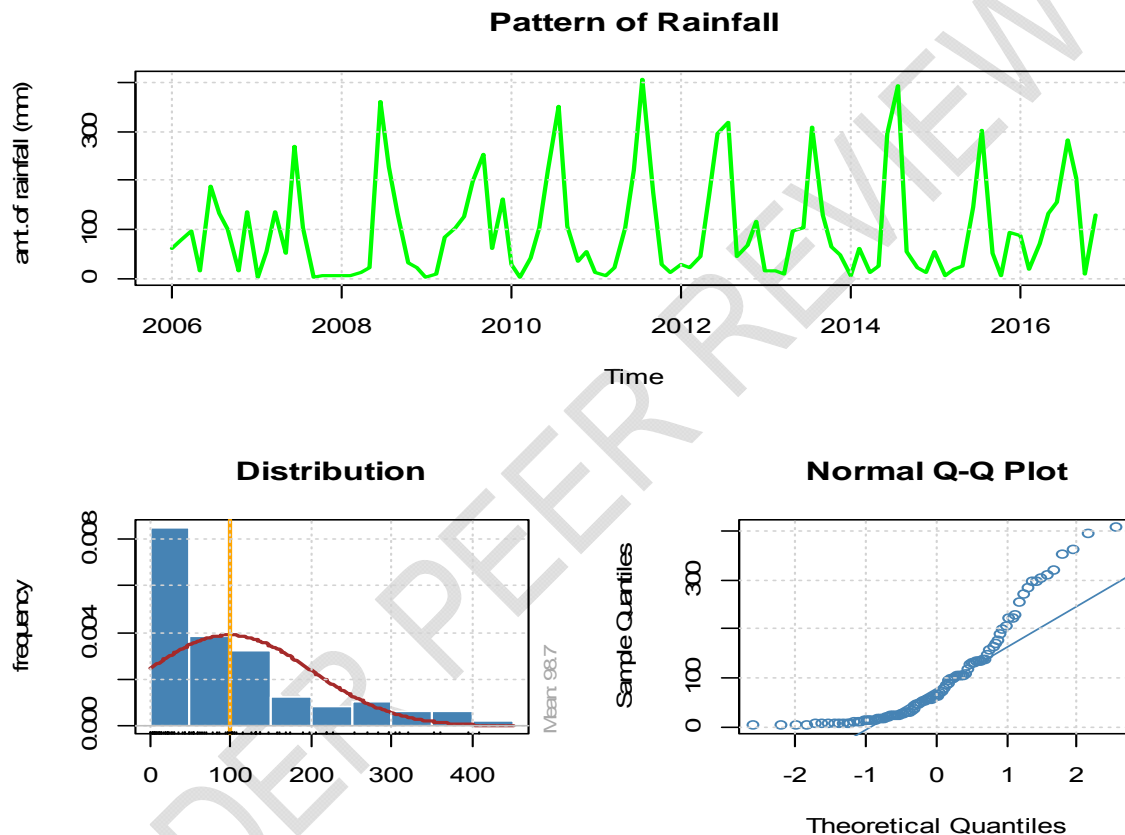 Pattern of Rainfall
amt.of rainfall (mm)
300
100
0
2006 2008 2010 2012 2014 2016
Time
Distribution
frequency
0.008
0.004
0.000
0 100 200 300 400
Mean: 98.7
Normal Q-Q Plot
Sample Quantiles
300
100
0
-2 -1 0 1 2
Theoretical Quantiles
DER PEER REVIEW